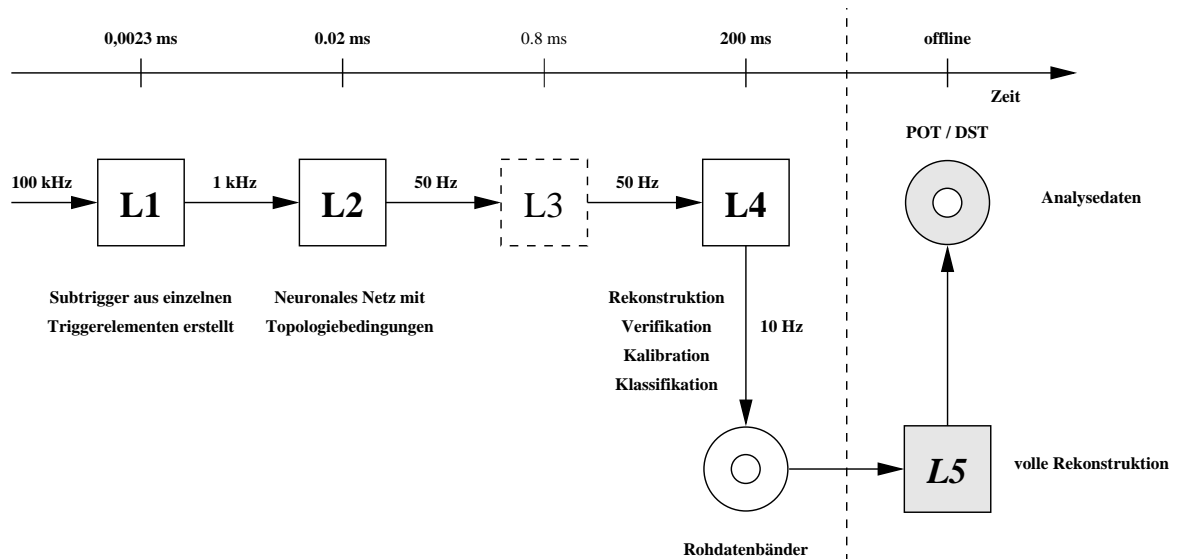 0,0023 ms
0.02 ms
0.8 ms
200 ms
offline
Zeit
POT / DST
100 kHz
L1
1 kHz
L2
50 Hz
L3
50 Hz
L4
Analysedaten
Subtrigger aus einzelnen
Triggerelementen erstellt
Neuronales Netz mit
Topologiebedingungen
Rekonstruktion
Verifikation
Kalibration
Klassifikation
10 Hz
L5
volle Rekonstruktion
Rohdatenbänder